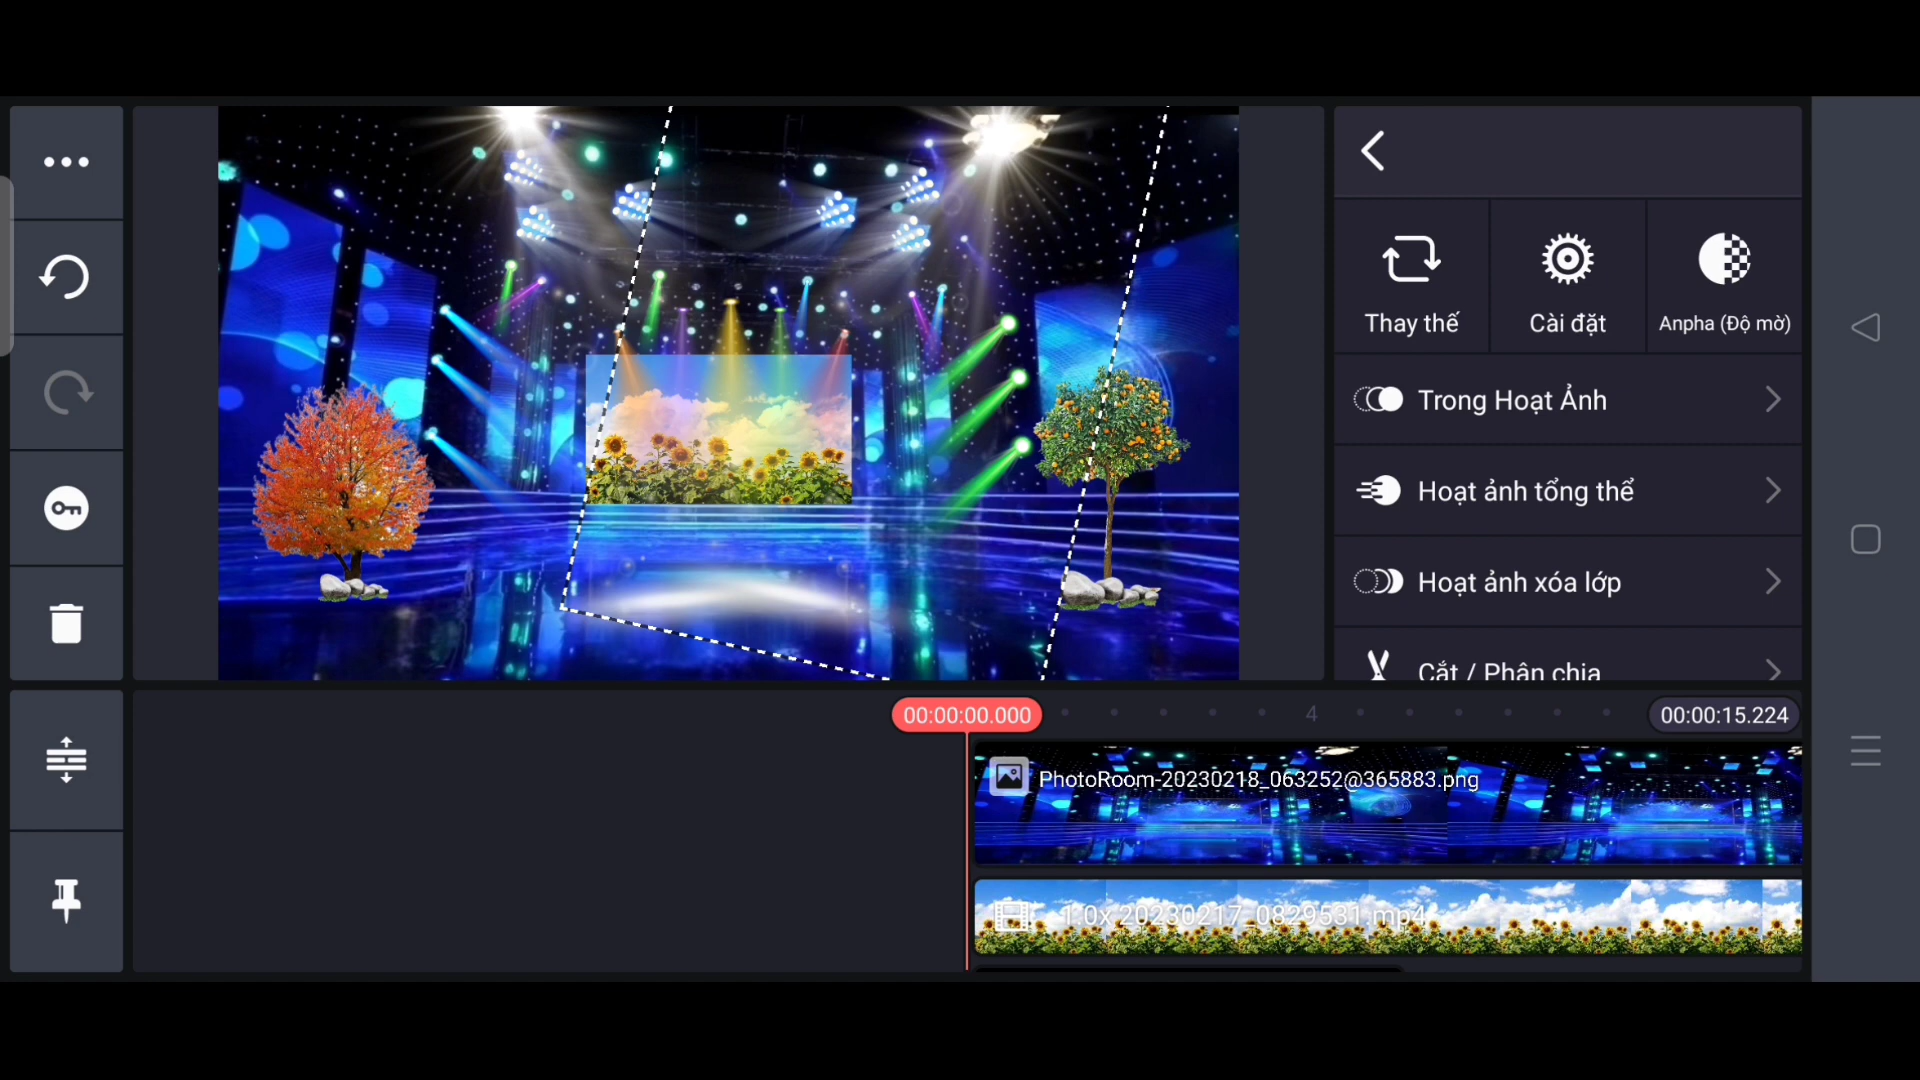 Thay thế
Cài đặt
Anpha (Độ mờ)
Trong Hoạt Ảnh
Hoạt ảnh tổng thể
Hoạt ảnh xóa lớp
Cắt / Phân chia
00:00:00.000
4
00:00:15.224
PhotoRoom-20230218_063252@365883.png
1.0x 20230217_0829531.mp4